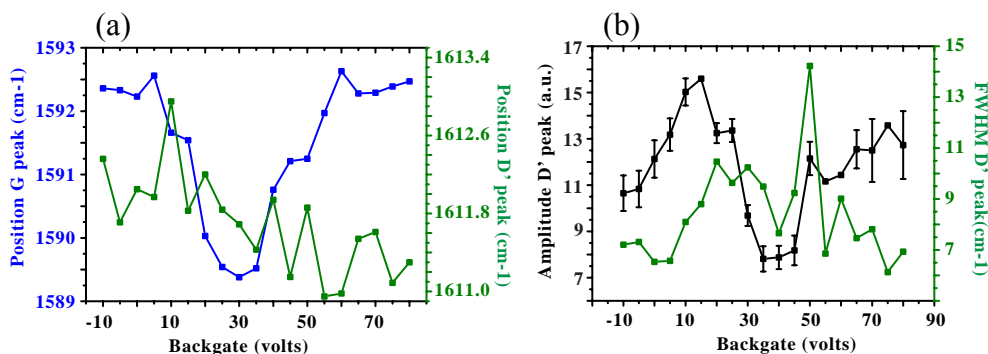 (a)
Position G peak (cm-1)
1593
1592
1591
1590
1589
-10 10 30 50 70
Backgate (volts)
1613.4
1612.6
1611.8
1611.0
Position D' peak (cm-1)
(b)
Amplitude D' peak (a.u.)
17
15
13
11
9
7
-10 10 30 50 70 90
Backgate (volts)
15
14
11
9
7
5
FWHM D' peak(cm-1)